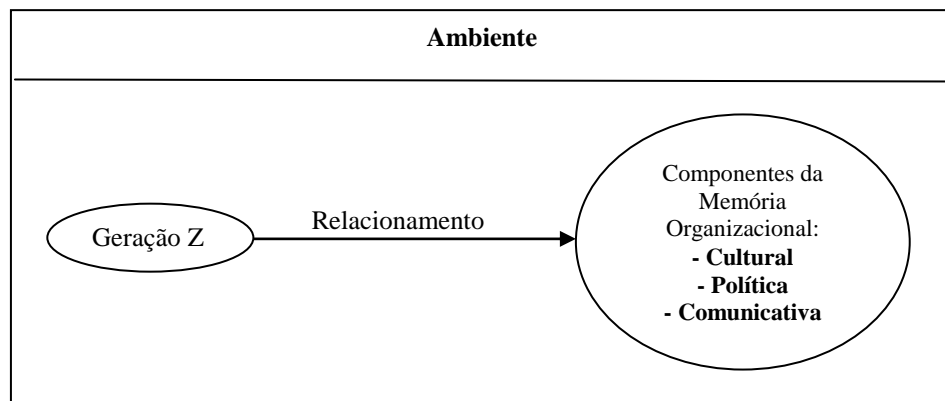 Ambiente
Geração Z
Relacionamento
Componentes da
Memória
Organizacional:
- Cultural
- Política
- Comunicativa